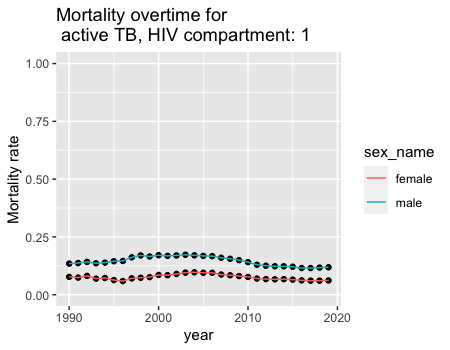 Mortality overtime for
active TB, HIV compartment: 1
1.00
0.75
0.50
0.25
0.00
Mortality rate
1990
2000
2010
2020
year
sex_name
female
male